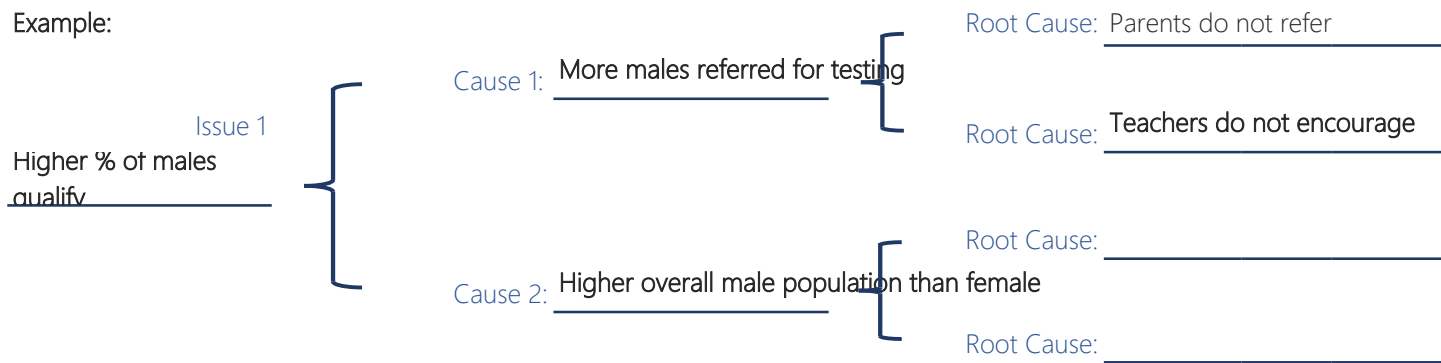 Example:
Issue 1
Higher % of males
qualify
Cause 1: More males referred for testing
Root Cause: Parents do not refer
Root Cause: Teachers do not encourage
Cause 2: Higher overall male population than female
Root Cause:
Root Cause: